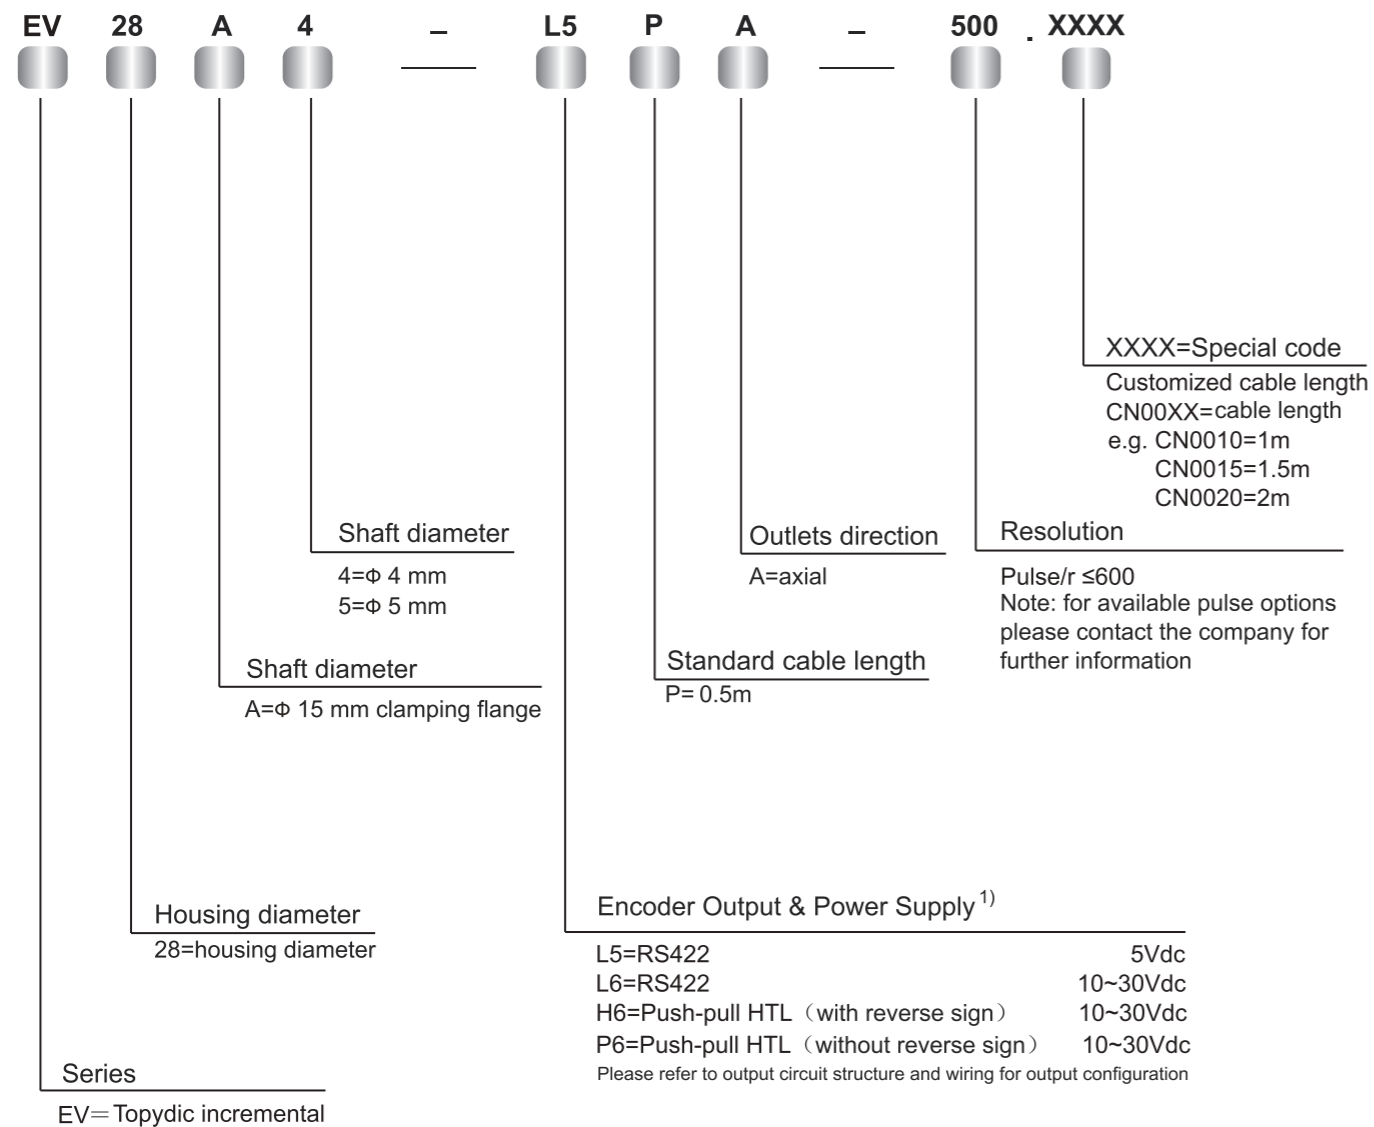 EV 28 A 4 – L5 P A – 500 . XXXX
XXXX=Special code
Customized cable length
CN00XX=cable length
e.g. CN0010=1m
CN0015=1.5m
CN0020=2m
Shaft diameter
4=Φ 4 mm
5=Φ 5 mm
Outlets direction
A=axial
Resolution
Pulse/r ≤600
Note: for available pulse options
please contact the company for
further information
Shaft diameter
A=Φ 15 mm clamping flange
Standard cable length
P= 0.5m
Housing diameter
28=housing diameter
Encoder Output & Power Supply 1)
L5=RS422 5Vdc
L6=RS422 10~30Vdc
H6=Push-pull HTL（with reverse sign） 10~30Vdc
P6=Push-pull HTL（without reverse sign） 10~30Vdc
Please refer to output circuit structure and wiring for output configuration
Series
EV=Topydic incremental